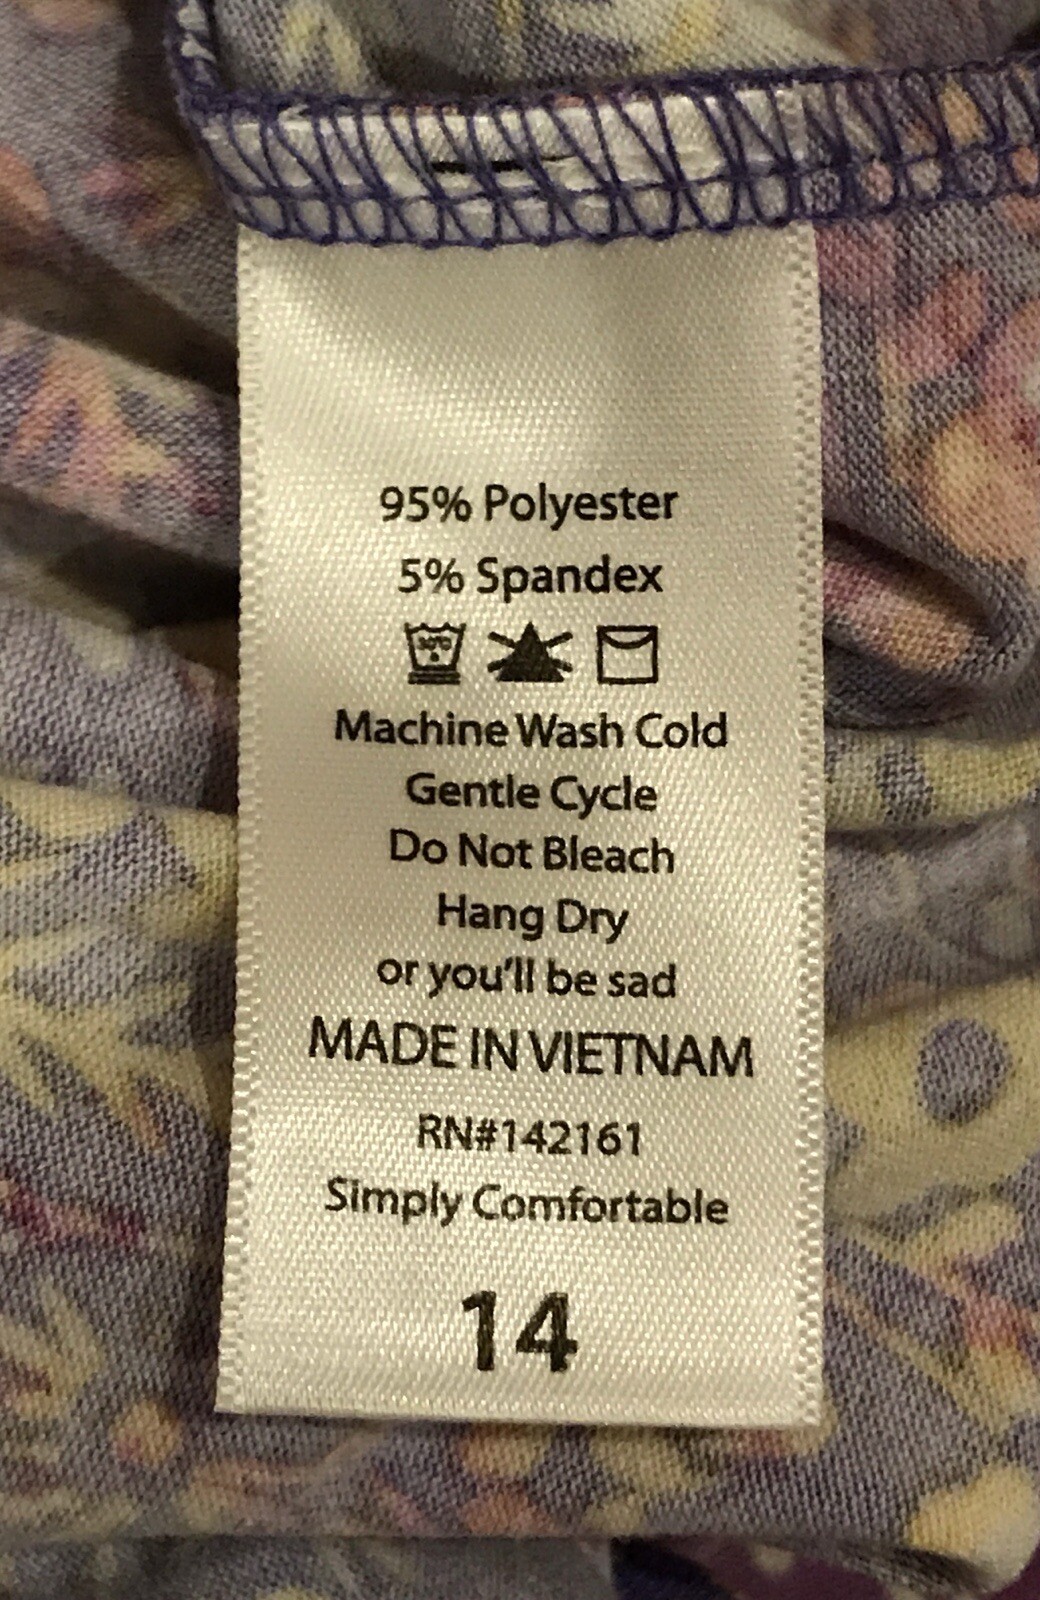 95% Polyester
5% Spandex
30°C
Machine Wash Cold
Gentle Cycle
Do Not Bleach
Hang Dry
or you'll be sad
MADE IN VIETNAM
RN#142161
Simply Comfortable
14